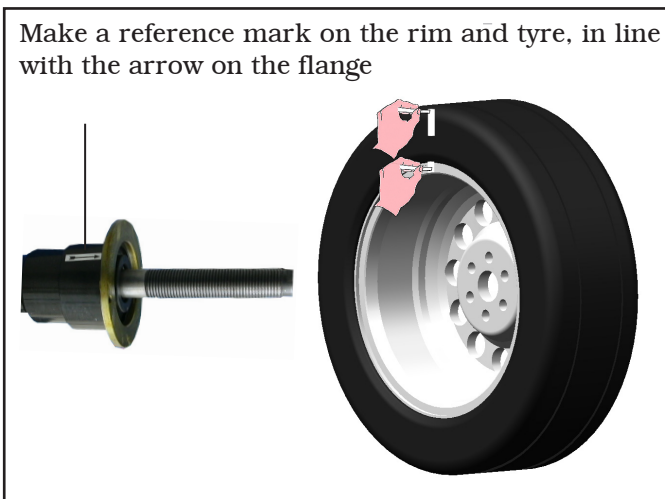 Make a reference mark on the rim and tyre, in line
with the arrow on the flange